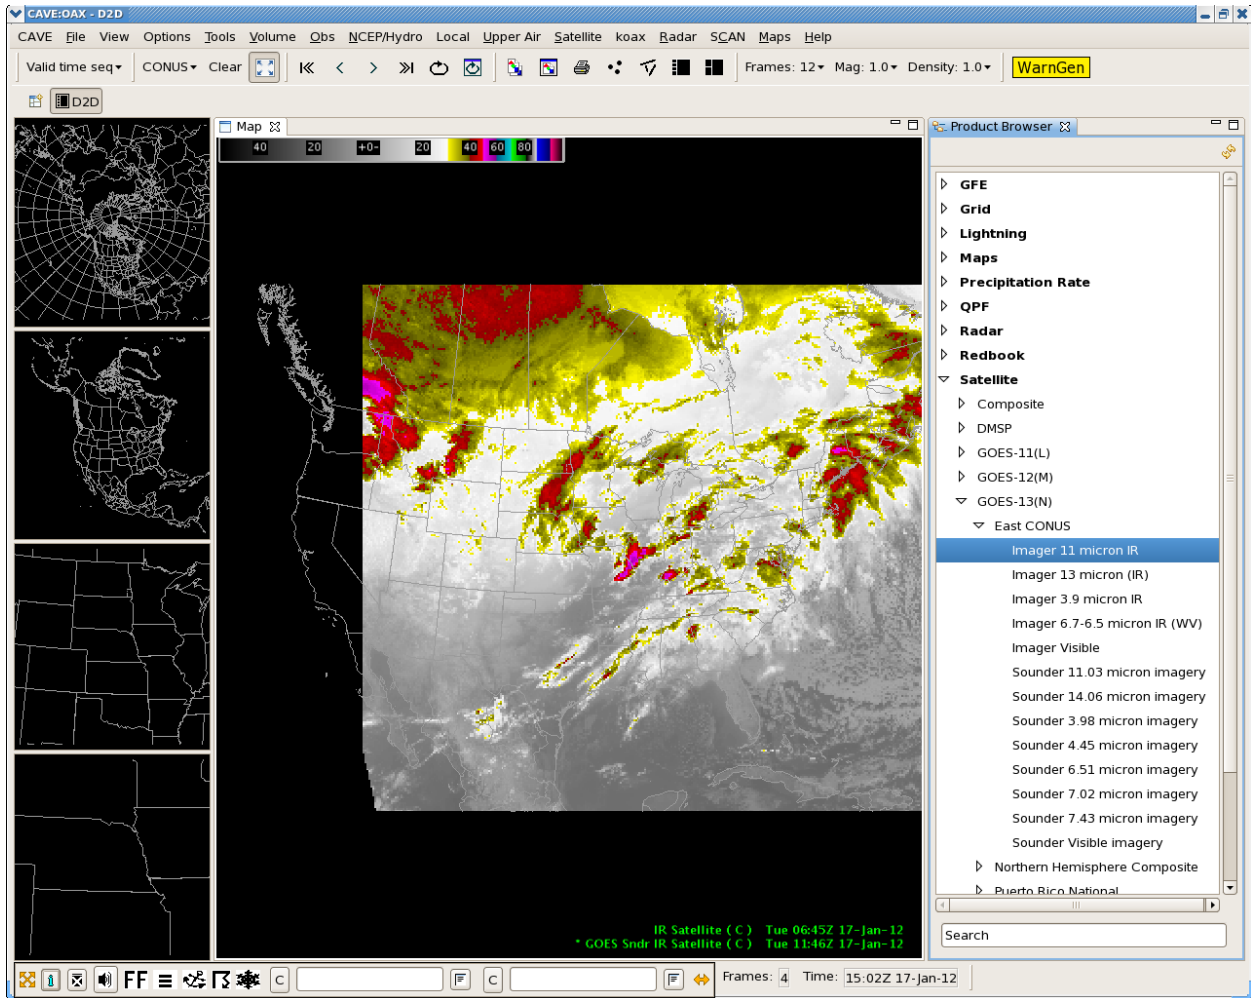 CAVE:OAX - D2D
CAVE File View Options Tools Volume Obs NCEP/Hydro Local Upper Air Satellite koax Radar SCAN Maps Help
Valid time seq CONUS Clear Frames: 12 Mag: 1.0 Density: 1.0 WarnGen
D2D
Map
Product Browser
40 20 +0- 20 40 60 80
GFE
Grid
Lightning
Maps
Precipitation Rate
QPF
Radar
Redbook
Satellite
Composite
DMSP
GOES-11(L)
GOES-12(M)
GOES-13(N)
East CONUS
Imager 11 micron IR
Imager 13 micron (IR)
Imager 3.9 micron IR
Imager 6.7-6.5 micron IR (WV)
Imager Visible
Sounder 11.03 micron imagery
Sounder 14.06 micron imagery
Sounder 3.98 micron imagery
Sounder 4.45 micron imagery
Sounder 6.51 micron imagery
Sounder 7.02 micron imagery
Sounder 7.43 micron imagery
Sounder Visible imagery
Northern Hemisphere Composite
Puerto Rico National
IR Satellite ( C ) Tue 06:45Z 17-Jan-12
* GOES Sndr IR Satellite ( C ) Tue 11:46Z 17-Jan-12
Search
FF C C Frames: 4 Time: 15:02Z 17-Jan-12